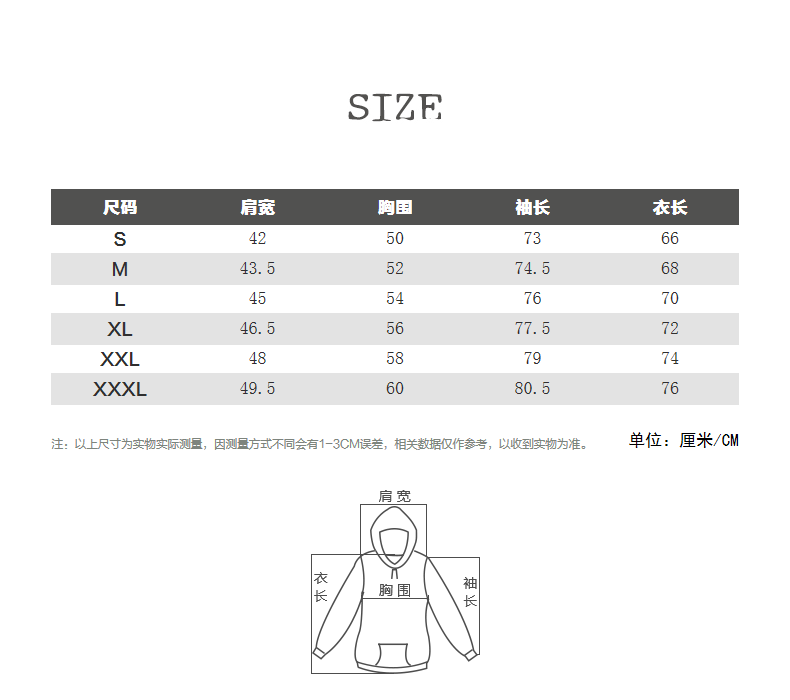 SIZE
尺码 肩宽 胸围 袖长 衣长
S 42 50 73 66
M 43.5 52 74.5 68
L 45 54 76 70
XL 46.5 56 77.5 72
XXL 48 58 79 74
XXXL 49.5 60 80.5 76
注：以上尺寸为实物实际测量，因测量方式不同会有1-3CM误差，相关数据仅作参考，以收到实物为准。
单位：厘米/CM
肩宽
衣长
袖长
胸围